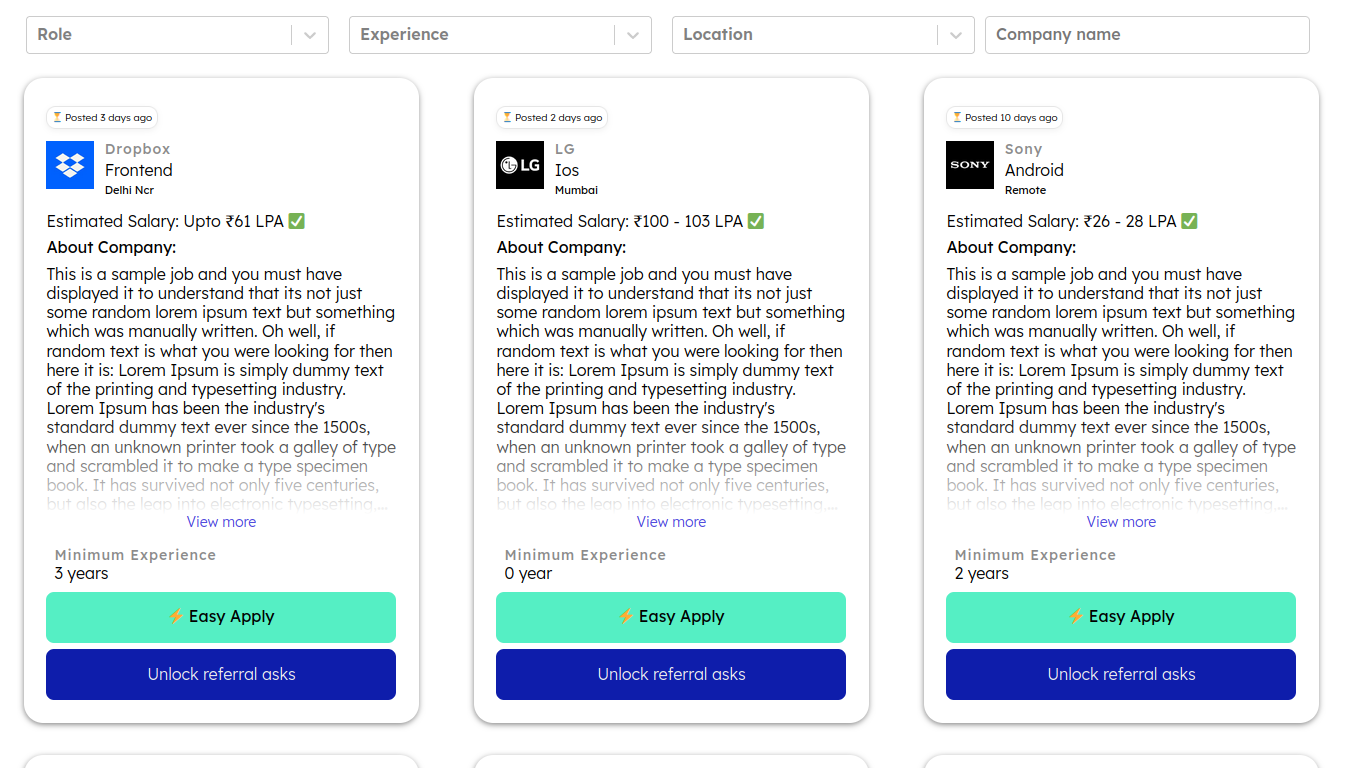 Role
Experience
Location
Company name
Posted 3 days ago
Dropbox
Frontend
Delhi Ncr
Estimated Salary: Upto ₹61 LPA ✅
About Company:
This is a sample job and you must have
displayed it to understand that its not just
some random lorem ipsum text but something
which was manually written. Oh well, if
random text is what you were looking for then
here it is: Lorem Ipsum is simply dummy text
of the printing and typesetting industry.
Lorem Ipsum has been the industry's
standard dummy text ever since the 1500s,
when an unknown printer took a galley of type
and scrambled it to make a type specimen
book. It has survived not only five centuries,
but also the leap into electronic typesetting,...
View more
Minimum Experience
3 years
⚡ Easy Apply
Unlock referral asks
⏳ Posted 2 days ago
LG
LG
Ios
Mumbai
Estimated Salary: ₹100 - 103 LPA ✅
About Company:
This is a sample job and you must have
displayed it to understand that its not just
some random lorem ipsum text but something
which was manually written. Oh well, if
random text is what you were looking for then
here it is: Lorem Ipsum is simply dummy text
of the printing and typesetting industry.
Lorem Ipsum has been the industry's
standard dummy text ever since the 1500s,
when an unknown printer took a galley of type
and scrambled it to make a type specimen
book. It has survived not only five centuries,
but also the leap into electronic typesetting,...
View more
Minimum Experience
0 year
⚡ Easy Apply
Unlock referral asks
⏳ Posted 10 days ago
SONY
Sony
Android
Remote
Estimated Salary: ₹26 - 28 LPA ✅
About Company:
This is a sample job and you must have
displayed it to understand that its not just
some random lorem ipsum text but something
which was manually written. Oh well, if
random text is what you were looking for then
here it is: Lorem Ipsum is simply dummy text
of the printing and typesetting industry.
Lorem Ipsum has been the industry's
standard dummy text ever since the 1500s,
when an unknown printer took a galley of type
and scrambled it to make a type specimen
book. It has survived not only five centuries,
but also the leap into electronic typesetting,...
View more
Minimum Experience
2 years
⚡ Easy Apply
Unlock referral asks